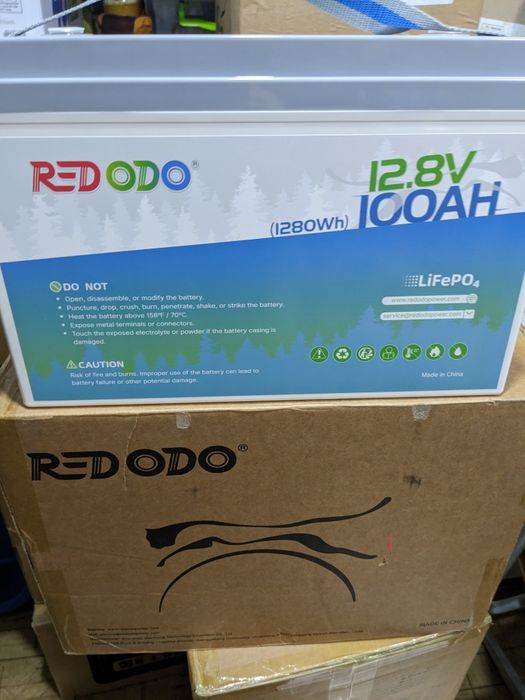 RED ODO®
12.8V
(1280Wh) 100AH
DO NOT
• Open, disassemble, or modify the battery.
• Puncture, drop, crush, burn, penetrate, shake, or strike the battery.
• Heat the battery above 158°F / 70°C.
• Expose metal terminals or connectors.
• Touch the exposed electrolyte or powder if the battery casing is
damaged.
CAUTION
Risk of fire and burns. Improper use of the battery can lead to
battery failure or other potential damage.
LiFePO4
www.redodopower.com
service@redodopower.com
Made in China
RED ODO®
MADE IN CHINA